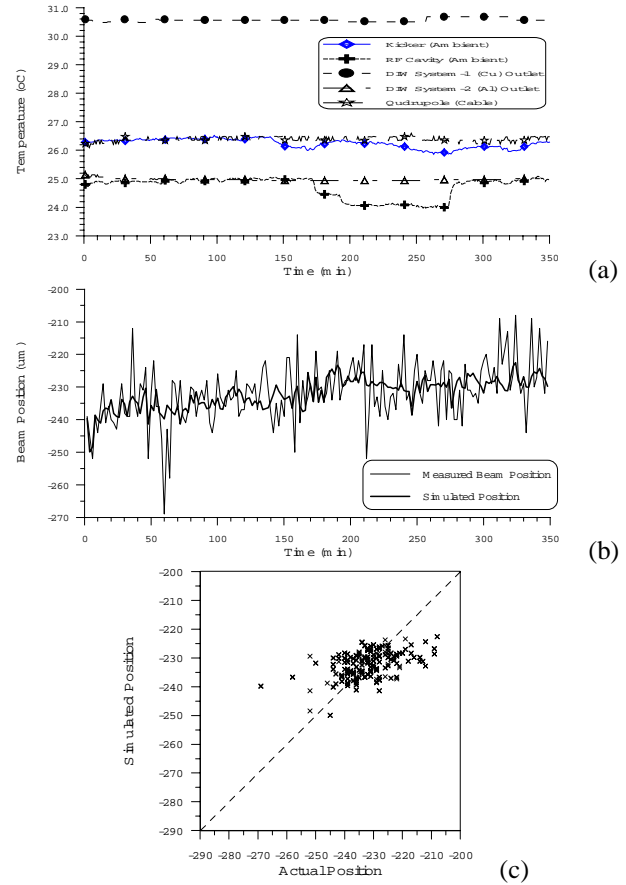 31.0
30.0
29.0
28.0
27.0
26.0
25.0
24.0
23.0
Temperature (oC)
Kicker (Ambient)
RF Cavity (Ambient)
DIW System-1 (Cu) Outlet
DIW System-2 (Al) Outlet
Qudrupole (Cable)
0 50 100 150 200 250 300 350
Time (min)
(a)
-200
-210
-220
-230
-240
-250
-260
-270
Beam Position (um)
Measured Beam Position
Simulated Position
0 50 100 150 200 250 300 350
Time (min)
(b)
-200
-210
-220
-230
-240
-250
-260
-270
-280
-290
Simulated Position
-290 -280 -270 -260 -250 -240 -230 -220 -210 -200
Actual Position
(c)